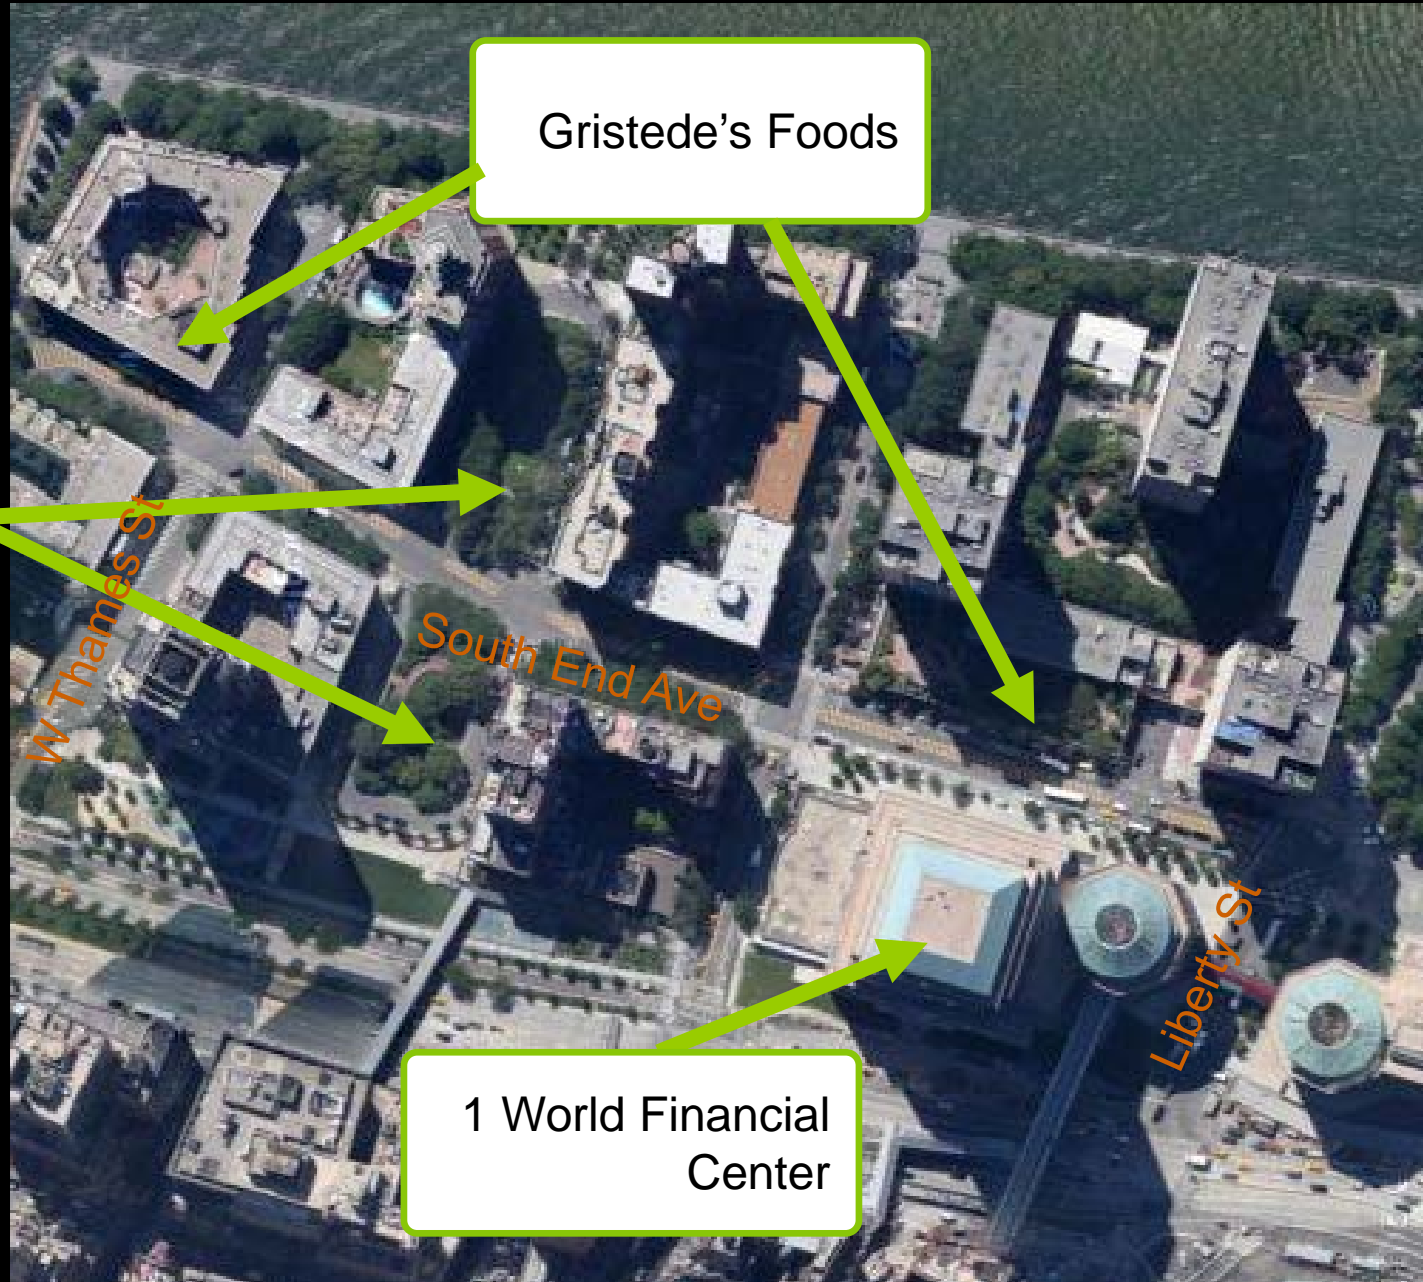 Gristede’s Foods
W Thames St
South End Ave
Liberty St
1 World Financial
Center